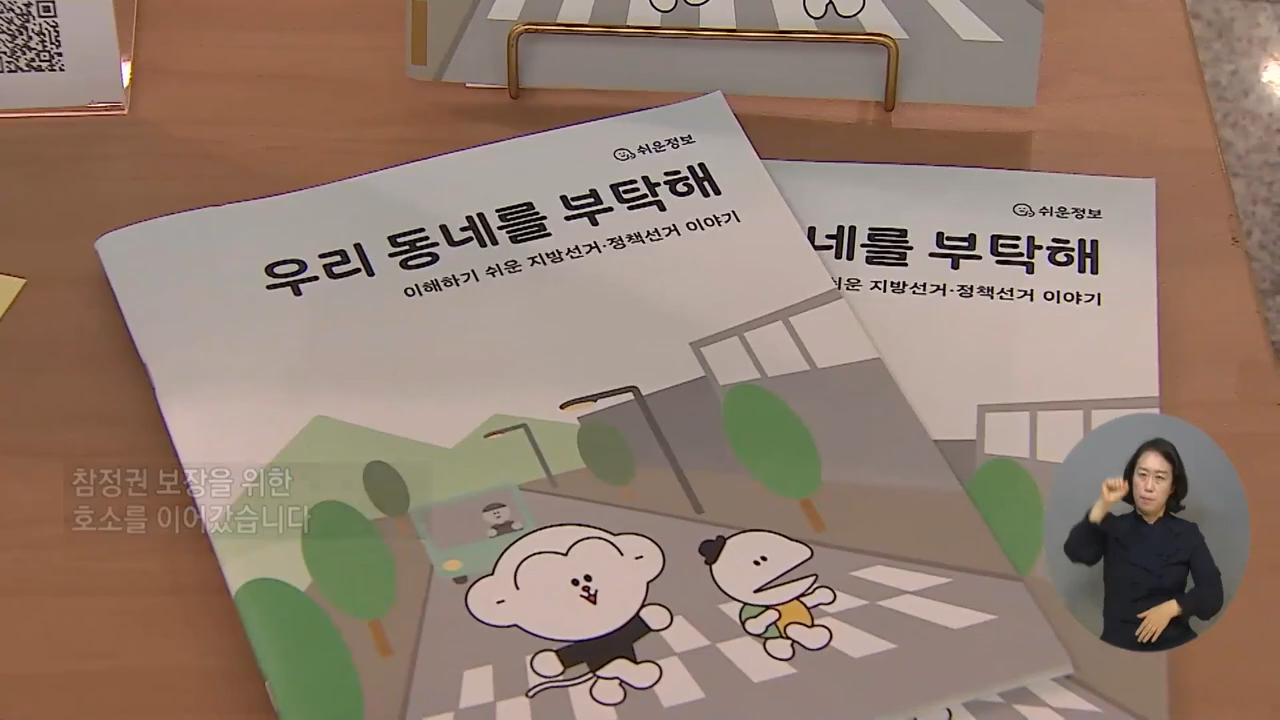 쉬운정보
우리 동네를 부탁해
이해하기 쉬운 지방선거·정책선거 이야기
쉬운정보
네를 부탁해
쉬운 지방선거·정책선거 이야기
참정권 보장을 위한
호소를 이어갔습니다